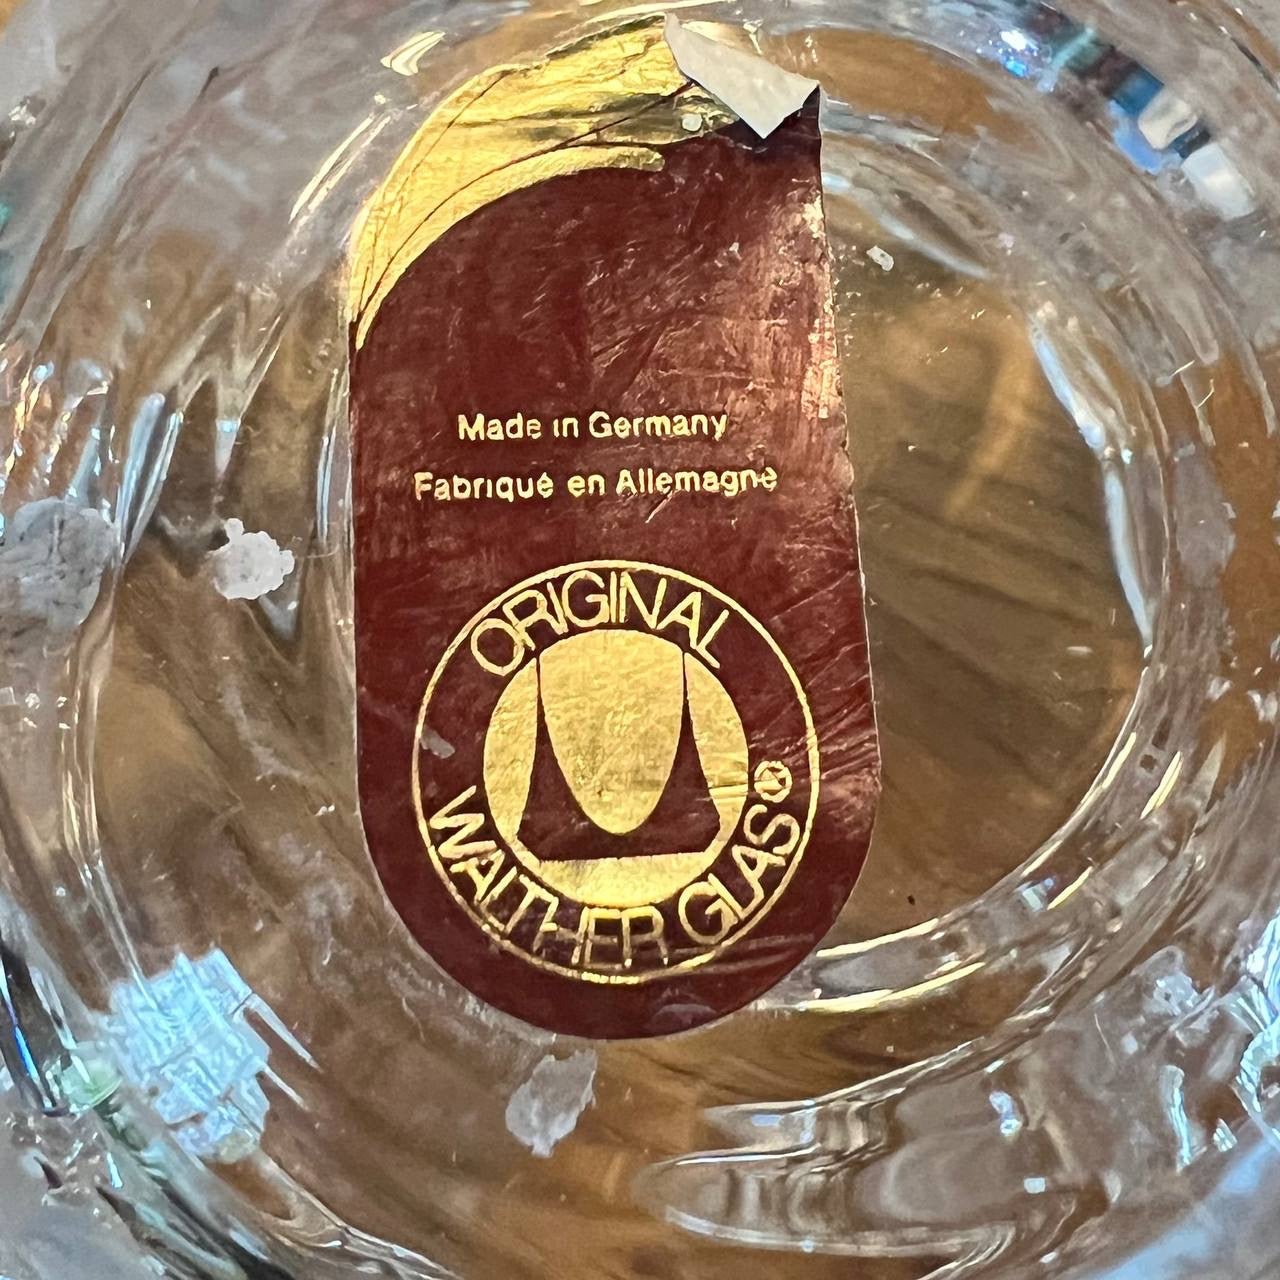 Made in Germany
Fabriqué en Allemagne
ORIGINAL
WALTHER GLAS®